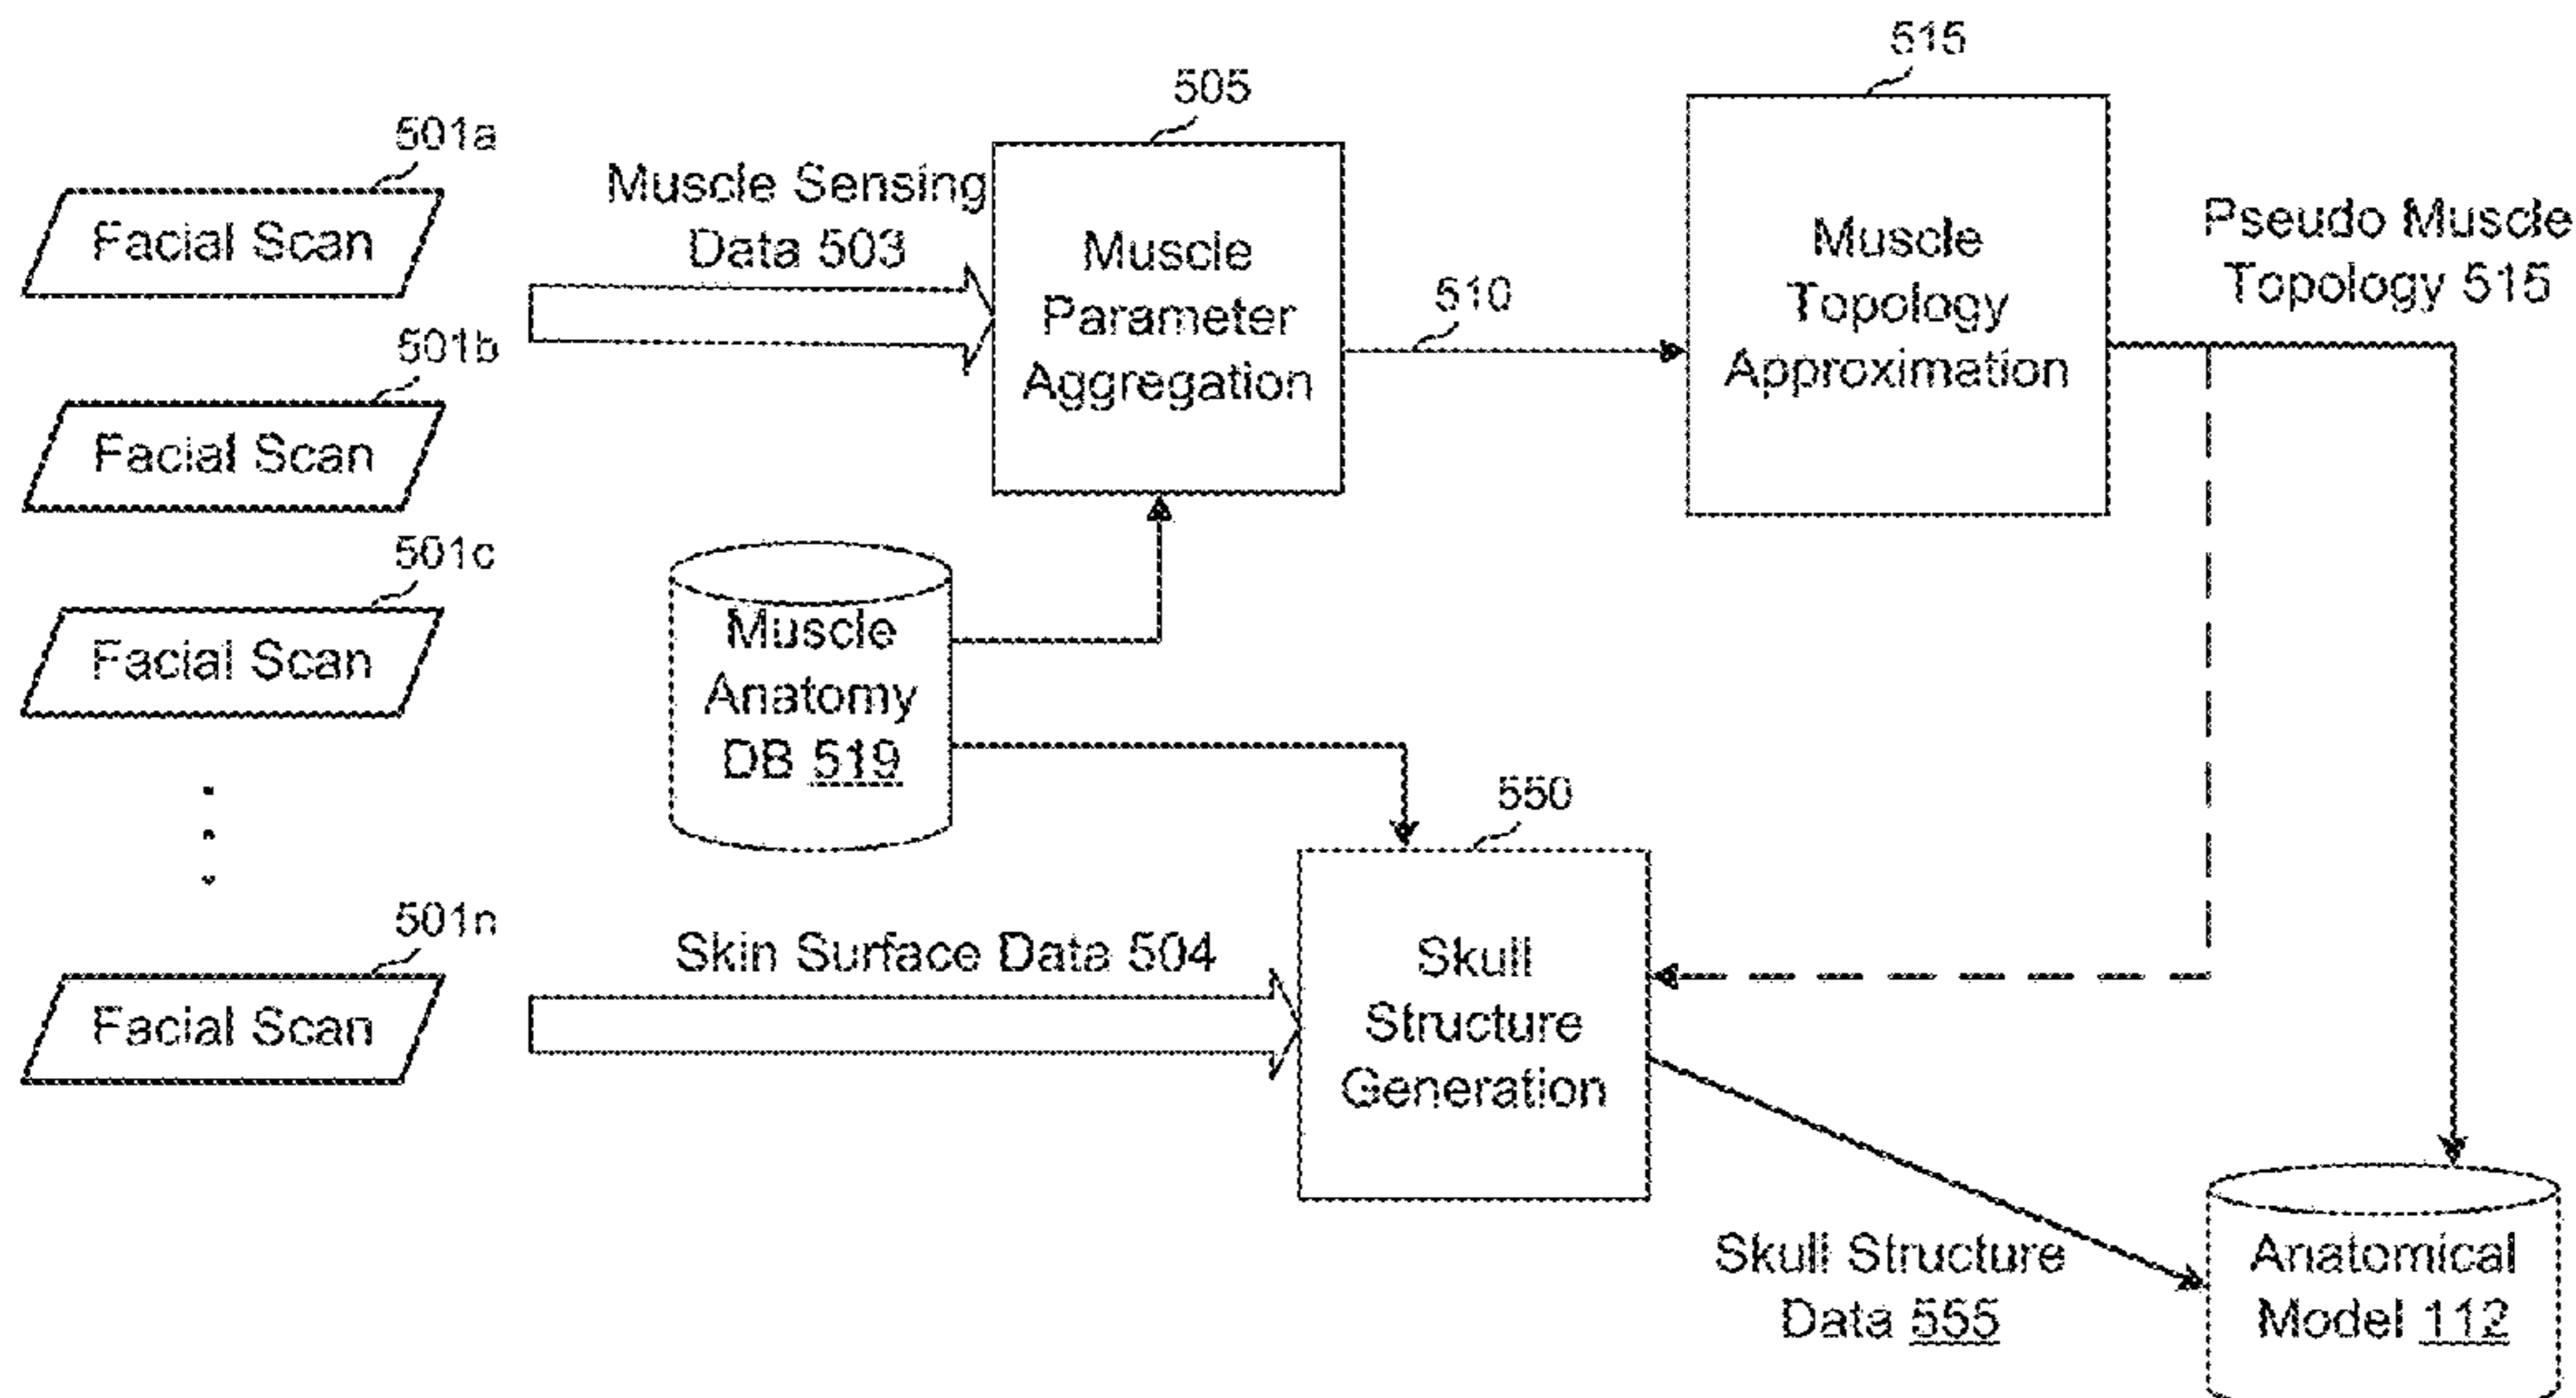 515
505
501a
Muscle Sensing
Data 503
Facial Scan
Muscle
Parameter
Aggregation
Muscle
Topology
Approximation
Pseudo Muscle
Topology 515
510
501b
Facial Scan
501c
Facial Scan
Muscle
Anatomy
DB 519
550
501n
Facial Scan
Skin Surface Data 504
Skull
Structure
Generation
Skull Structure
Data 555
Anatomical
Model 112